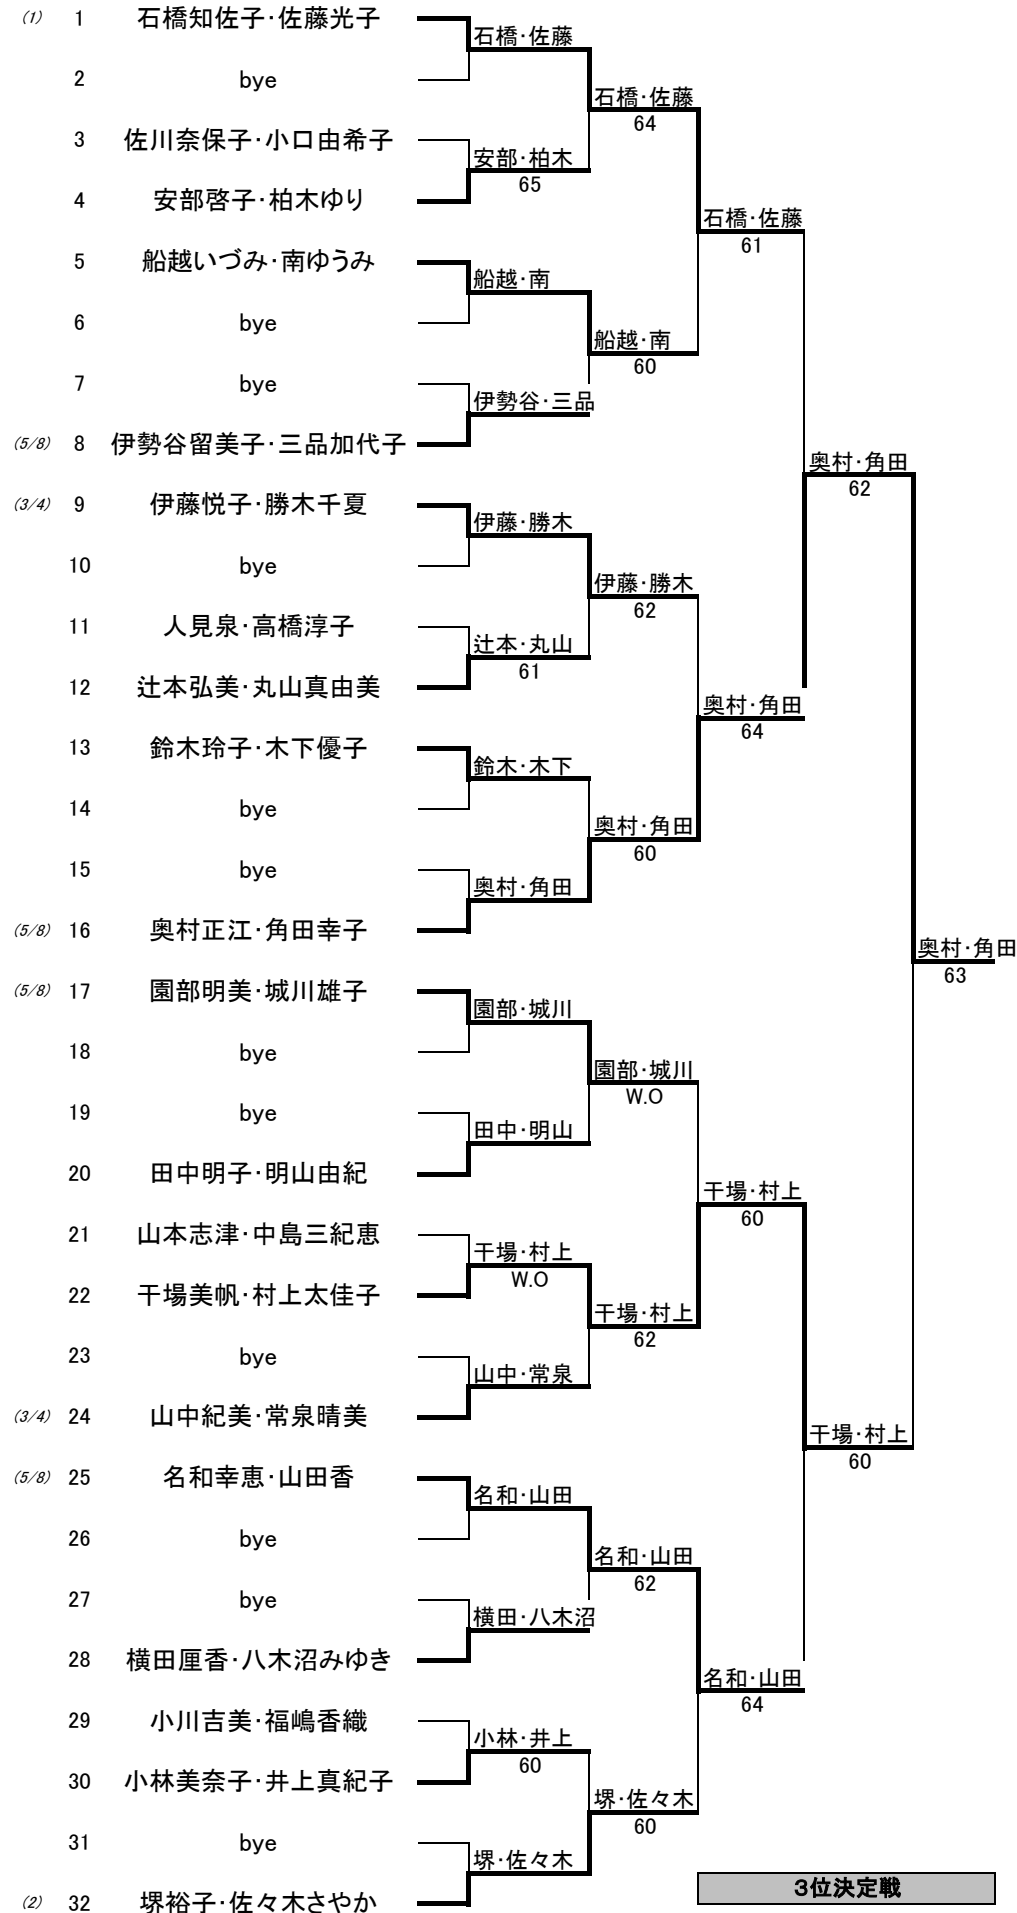 (1) 1 石橋知佐子・佐藤光子
石橋・佐藤
2 bye
石橋・佐藤
64
3 佐川奈保子・小口由希子
安部・柏木
65
4 安部啓子・柏木ゆり
石橋・佐藤
61
5 船越いづみ・南ゆうみ
船越・南
6 bye
船越・南
60
7 bye
伊勢谷・三品
(5/8) 8 伊勢谷留美子・三品加代子
奥村・角田
62
(3/4) 9 伊藤悦子・勝木千夏
伊藤・勝木
10 bye
伊藤・勝木
62
11 人見泉・高橋淳子
辻本・丸山
61
12 辻本弘美・丸山真由美
奥村・角田
64
13 鈴木玲子・木下優子
鈴木・木下
14 bye
奥村・角田
60
15 bye
奥村・角田
(5/8) 16 奥村正江・角田幸子
奥村・角田
63
(5/8) 17 園部明美・城川雄子
園部・城川
18 bye
園部・城川
W.O
19 bye
田中・明山
20 田中明子・明山由紀
干場・村上
60
21 山本志津・中島三紀恵
干場・村上
W.O
22 干場美帆・村上太佳子
干場・村上
62
23 bye
山中・常泉
(3/4) 24 山中紀美・常泉晴美
干場・村上
60
(5/8) 25 名和幸恵・山田香
名和・山田
26 bye
名和・山田
62
27 bye
横田・八木沼
28 横田厘香・八木沼みゆき
名和・山田
64
29 小川吉美・福嶋香織
小林・井上
60
30 小林美奈子・井上真紀子
堺・佐々木
60
31 bye
堺・佐々木
(2) 32 堺裕子・佐々木さやか
3位決定戦